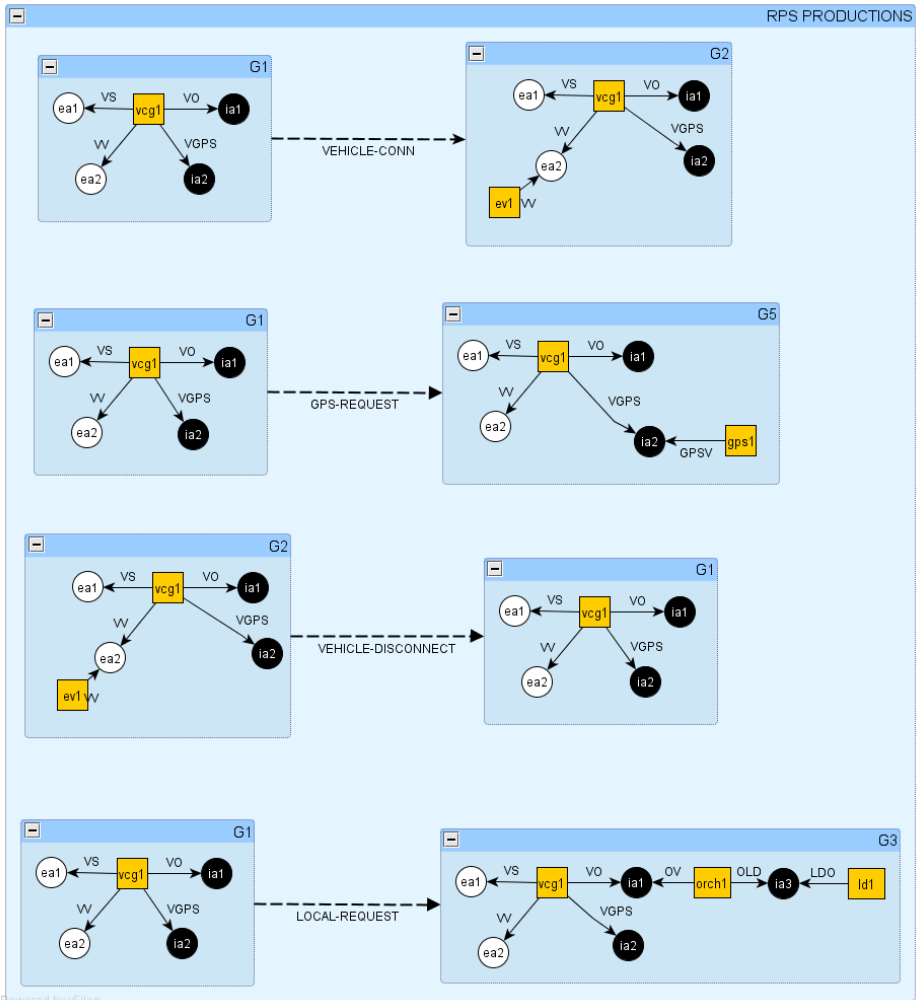 RPS PRODUCTIONS
G1
ea1 VS vcg1 VO ia1
VV VGPS
ea2 ia2
VEHICLE-CONN
G2
ea1 VS vcg1 VO ia1
VV VGPS
ea2 ia2
ev1 VV
G1
ea1 VS vcg1 VO ia1
VV VGPS
ea2 ia2
GPS-REQUEST
G5
ea1 VS vcg1 VO ia1
VV VGPS
ea2 ia2 GPSV gps1
G2
ea1 VS vcg1 VO ia1
VV VGPS
ea2 ia2
ev1 VV
VEHICLE-DISCONNECT
G1
ea1 VS vcg1 VO ia1
VV VGPS
ea2 ia2
G1
ea1 VS vcg1 VO ia1
VV VGPS
ea2 ia2
LOCAL-REQUEST
G3
ea1 VS vcg1 VO ia1 OV orch1 OLD ia3 LDO ld1
VV VGPS
ea2 ia2